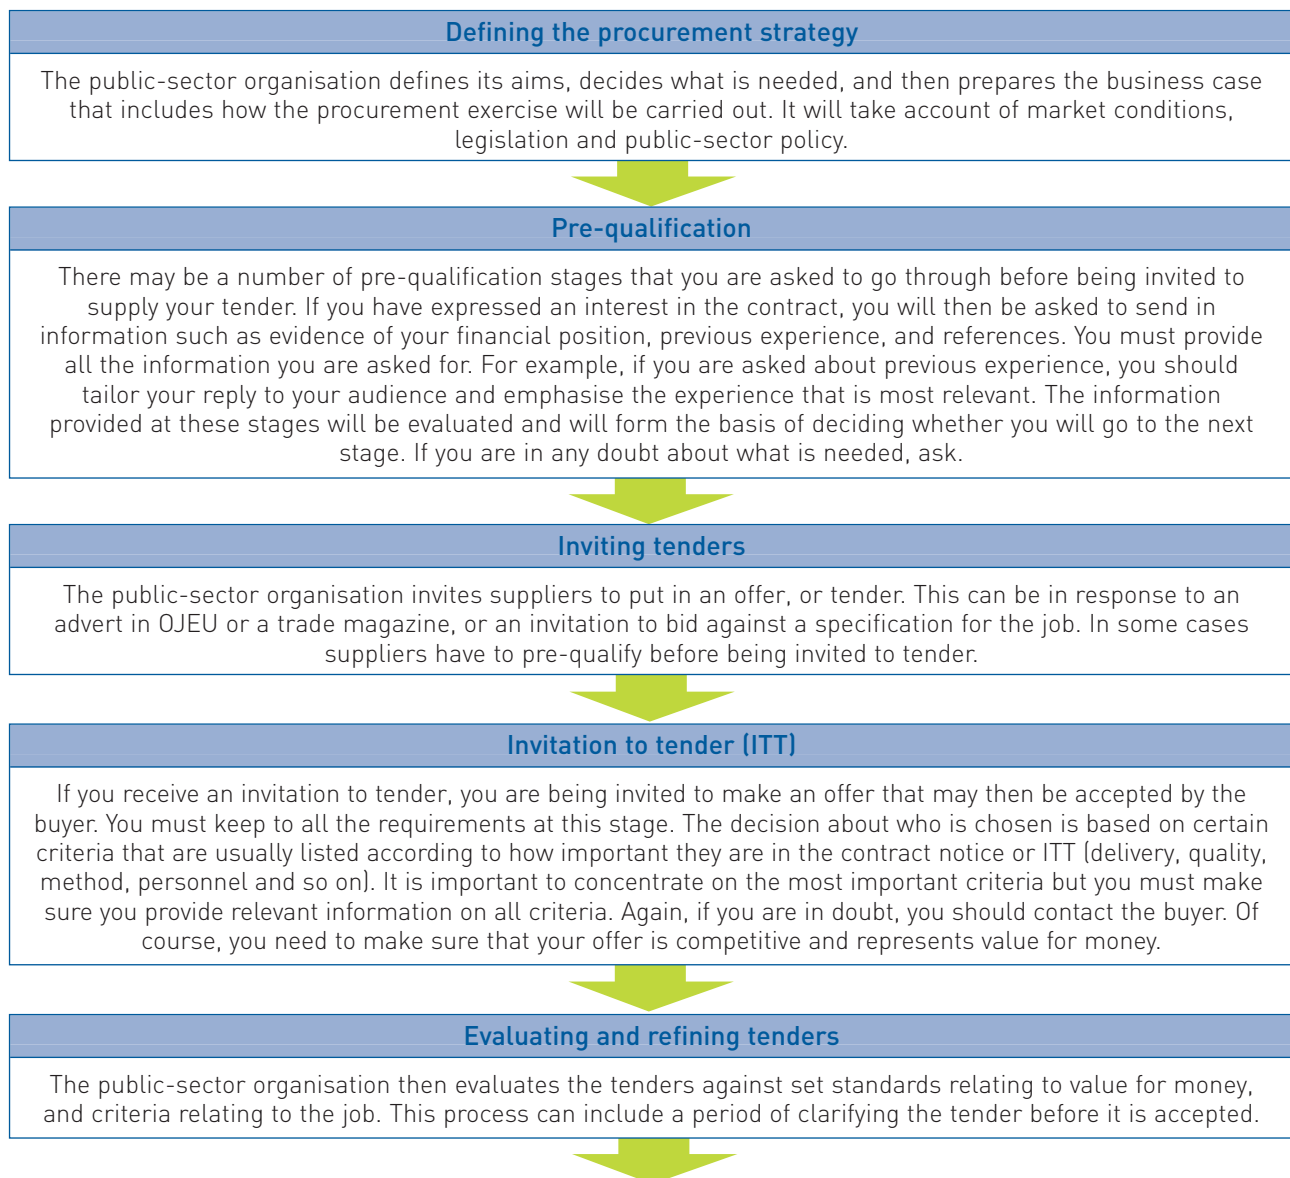 Defining the procurement strategy
The public-sector organisation defines its aims, decides what is needed, and then prepares the business case
that includes how the procurement exercise will be carried out. It will take account of market conditions,
legislation and public-sector policy.
Pre-qualification
There may be a number of pre-qualification stages that you are asked to go through before being invited to
supply your tender. If you have expressed an interest in the contract, you will then be asked to send in
information such as evidence of your financial position, previous experience, and references. You must provide
all the information you are asked for. For example, if you are asked about previous experience, you should
tailor your reply to your audience and emphasise the experience that is most relevant. The information
provided at these stages will be evaluated and will form the basis of deciding whether you will go to the next
stage. If you are in any doubt about what is needed, ask.
Inviting tenders
The public-sector organisation invites suppliers to put in an offer, or tender. This can be in response to an
advert in OJEU or a trade magazine, or an invitation to bid against a specification for the job. In some cases
suppliers have to pre-qualify before being invited to tender.
Invitation to tender (ITT)
If you receive an invitation to tender, you are being invited to make an offer that may then be accepted by the
buyer. You must keep to all the requirements at this stage. The decision about who is chosen is based on certain
criteria that are usually listed according to how important they are in the contract notice or ITT (delivery, quality,
method, personnel and so on). It is important to concentrate on the most important criteria but you must make
sure you provide relevant information on all criteria. Again, if you are in doubt, you should contact the buyer. Of
course, you need to make sure that your offer is competitive and represents value for money.
Evaluating and refining tenders
The public-sector organisation then evaluates the tenders against set standards relating to value for money,
and criteria relating to the job. This process can include a period of clarifying the tender before it is accepted.